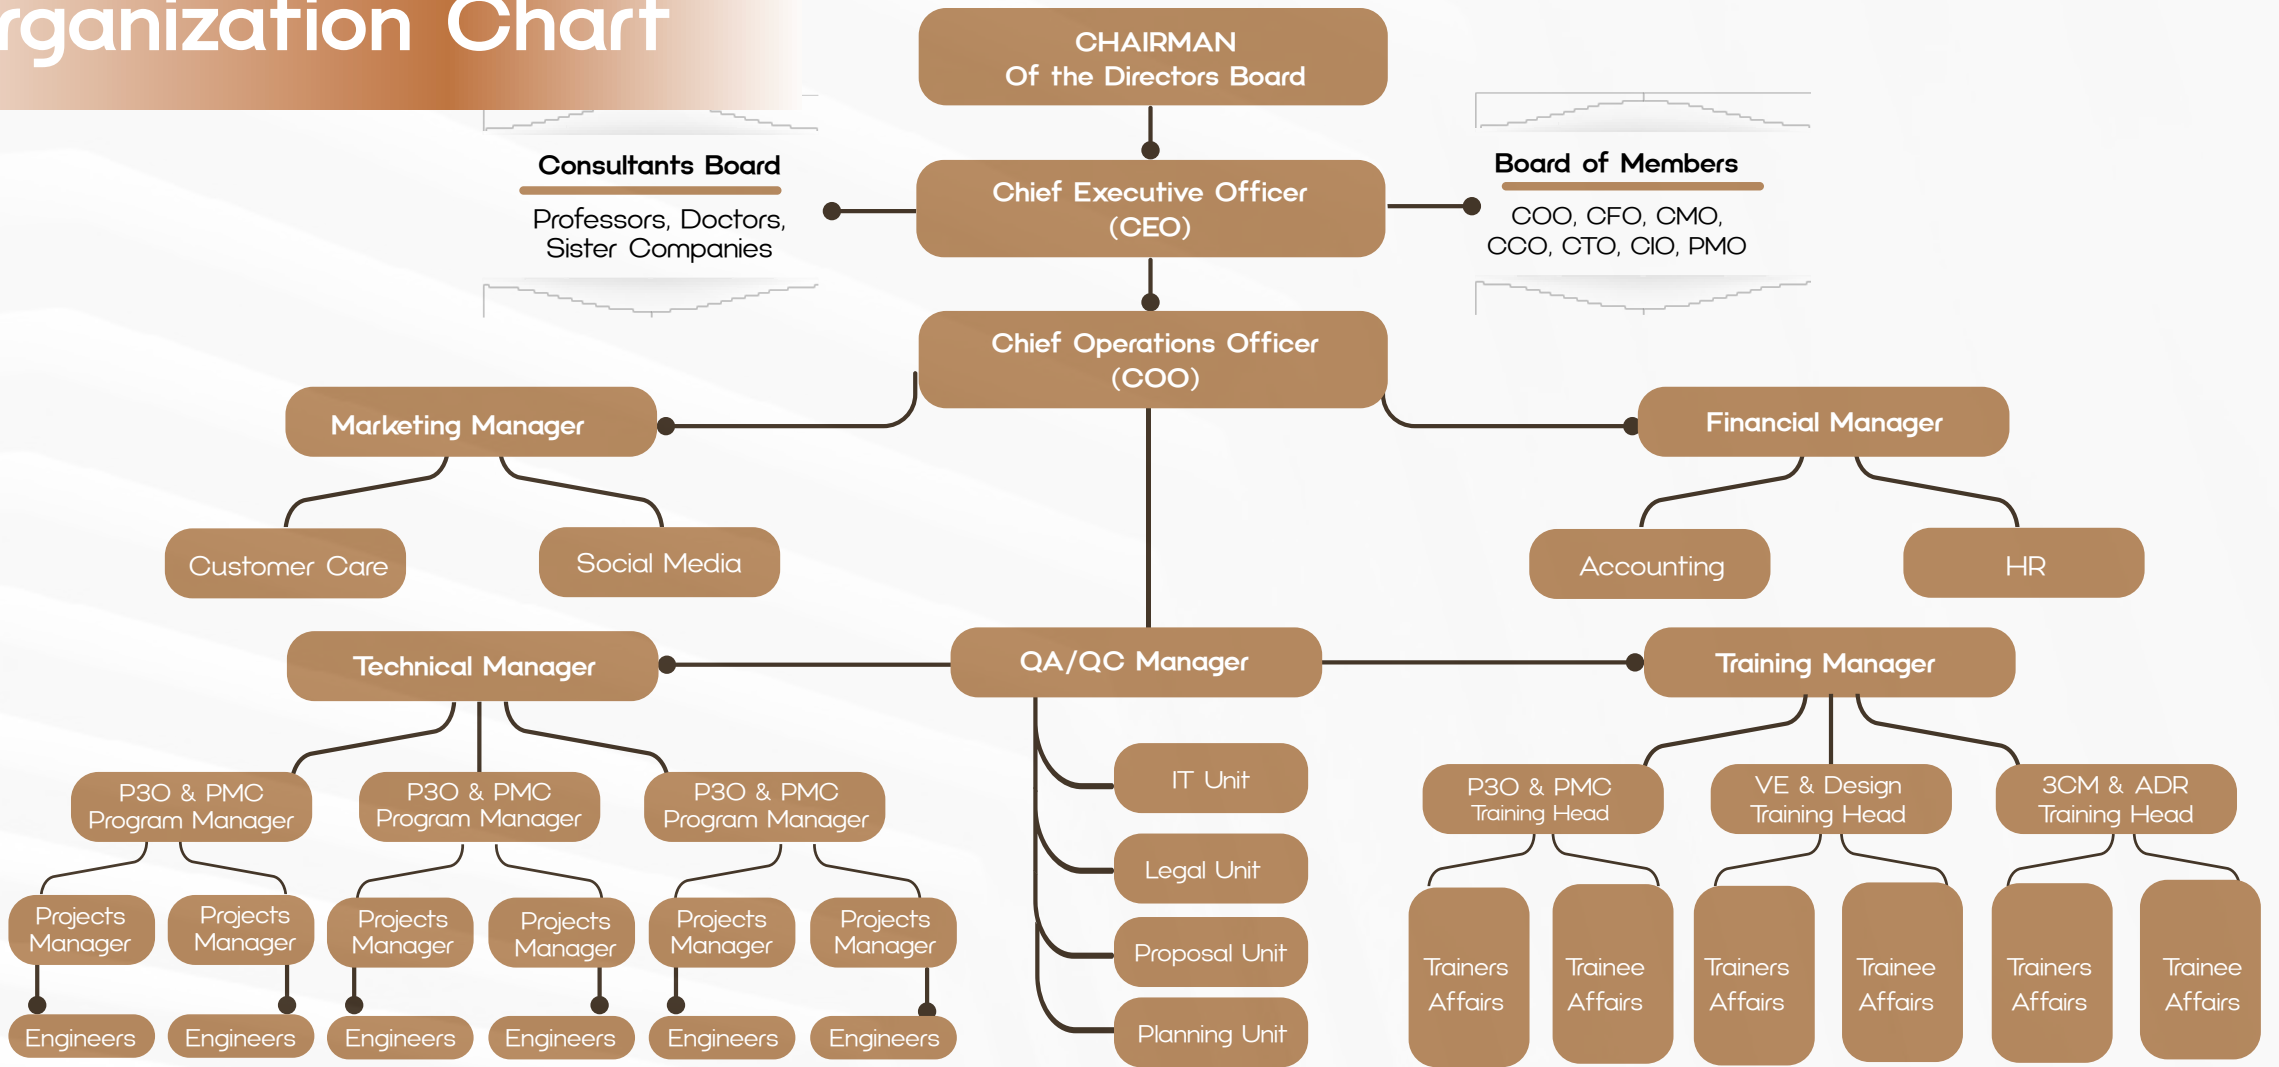 rganization Chart
CHAIRMAN
Of the Directors Board
Consultants Board
Professors, Doctors,
Sister Companies
Chief Executive Officer
(CEO)
Board of Members
COO, CFO, CMO,
CCO, CTO, CIO, PMO
Chief Operations Officer
(COO)
Marketing Manager
Financial Manager
Customer Care
Social Media
Accounting
HR
Technical Manager
QA/QC Manager
Training Manager
P3O & PMC
Program Manager
P3O & PMC
Program Manager
P3O & PMC
Program Manager
Projects
Manager
Projects
Manager
Projects
Manager
Projects
Manager
Projects
Manager
Projects
Manager
Engineers
Engineers
Engineers
Engineers
Engineers
Engineers
IT Unit
Legal Unit
Proposal Unit
Planning Unit
P3O & PMC
Training Head
VE & Design
Training Head
3CM & ADR
Training Head
Trainers
Affairs
Trainee
Affairs
Trainers
Affairs
Trainee
Affairs
Trainers
Affairs
Trainee
Affairs